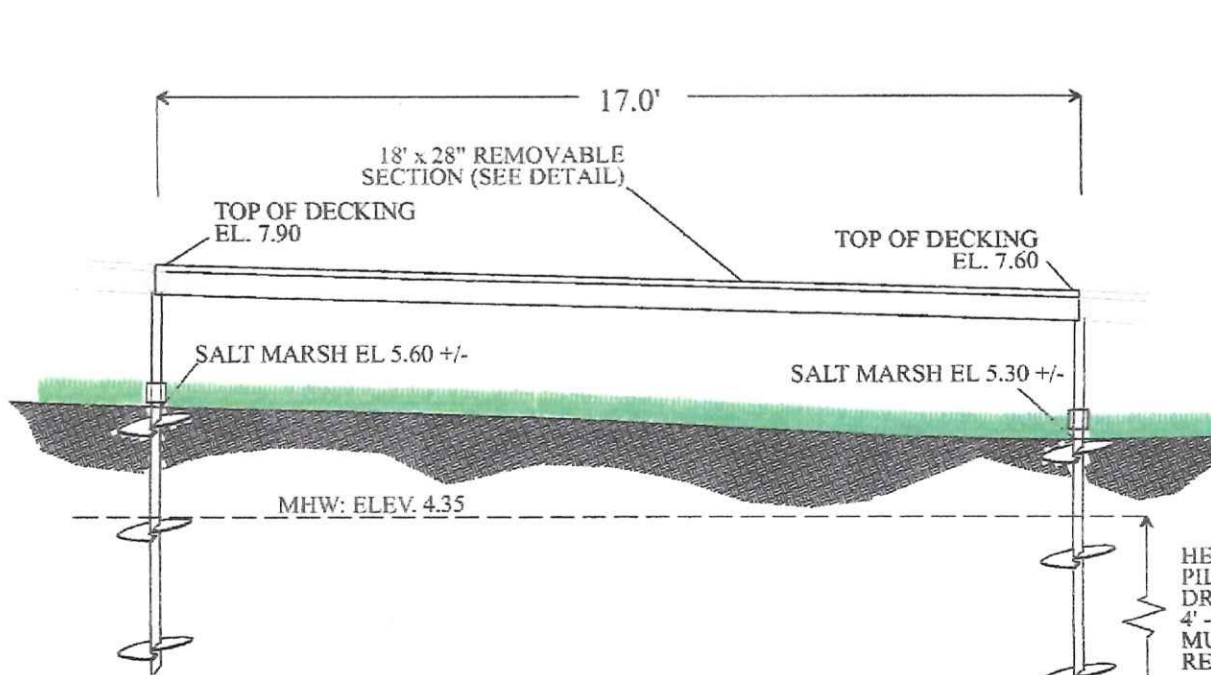 17.0'
18' x 28" REMOVABLE
SECTION (SEE DETAIL)
TOP OF DECKING
EL. 7.90
TOP OF DECKING
EL. 7.60
SALT MARSH EL 5.60 +/-
SALT MARSH EL 5.30 +/-
MHW: ELEV. 4.35
HE
PIL
DR
4' -
MU
RE